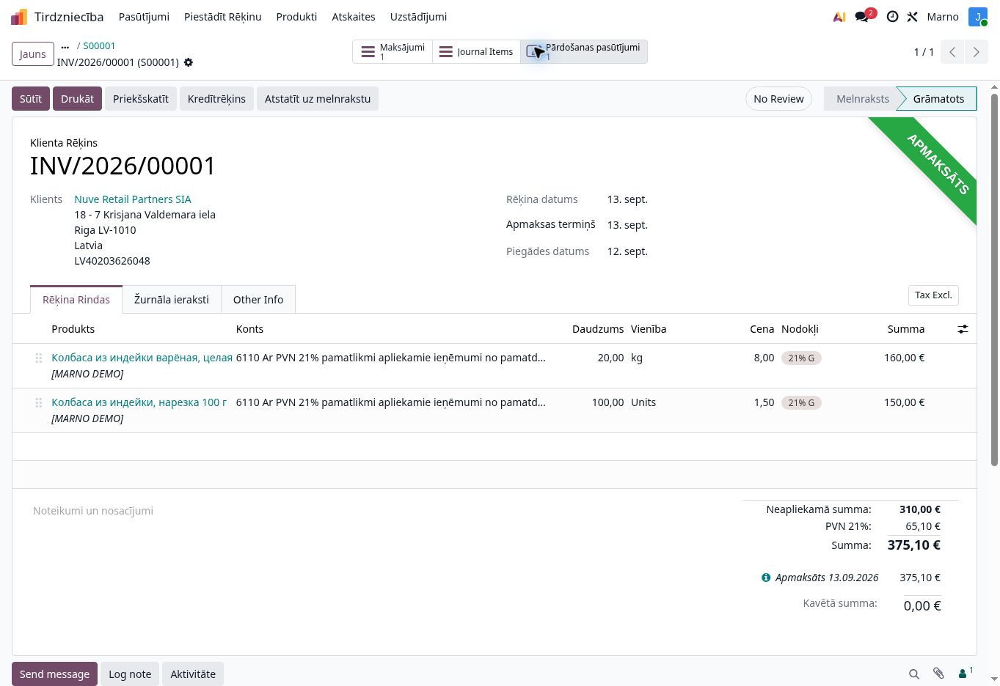 Tirdzniecība Pasūtījumi Piestādīt Rēķinu Produkti Atskaites Uzstādījumi AI 2 Marno J
Jauns ... / S00001
INV/2026/00001 (S00001)
Maksājumi 1 Journal Items Pārdošanas pasūtījumi 1 1 / 1
Sūtīt Drukāt Priekšskatīt Kredītrēķins Atstatīt uz melnrakstu No Review Melnraksts Grāmatots
APMAKSĀTS
Klienta Rēķins
INV/2026/00001
Klients Nuve Retail Partners SIA Rēķina datums 13. sept.
18 - 7 Krisjana Valdemara iela
Riga LV-1010 Apmaksas termiņš 13. sept.
Latvia Piegādes datums 12. sept.
LV40203626048
Rēķina Rindas Žurnāla ieraksti Other Info Tax Excl.
Produkts Konts Daudzums Vienība Cena Nodokļi Summa
Колбаса из индейки варёная, целая 6110 Ar PVN 21% pamatlikmi apliekamie ieņēmumi no pamatd... 20,00 kg 8,00 21% G 160,00 €
[MARNO DEMO]
Колбаса из индейки, нарезка 100 г 6110 Ar PVN 21% pamatlikmi apliekamie ieņēmumi no pamatd... 100,00 Units 1,50 21% G 150,00 €
[MARNO DEMO]
Noteikumi un nosacījumi
Neapliekamā summa: 310,00 €
PVN 21%: 65,10 €
Summa: 375,10 €
Apmaksāts 13.09.2026 375,10 €
Kavētā summa: 0,00 €
Send message Log note Aktivitāte 1